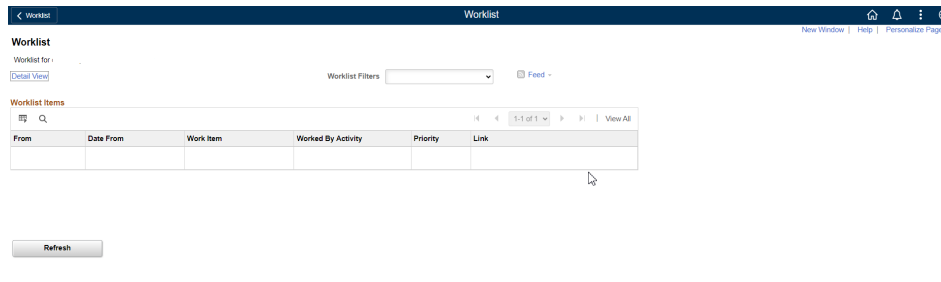 Worklist Worklist
New Window | Help | Personalize Page
Worklist
Worklist for
Detail View Worklist Filters Feed
Worklist Items
1-1 of 1 | View All
From Date From Work Item Worked By Activity Priority Link
Refresh